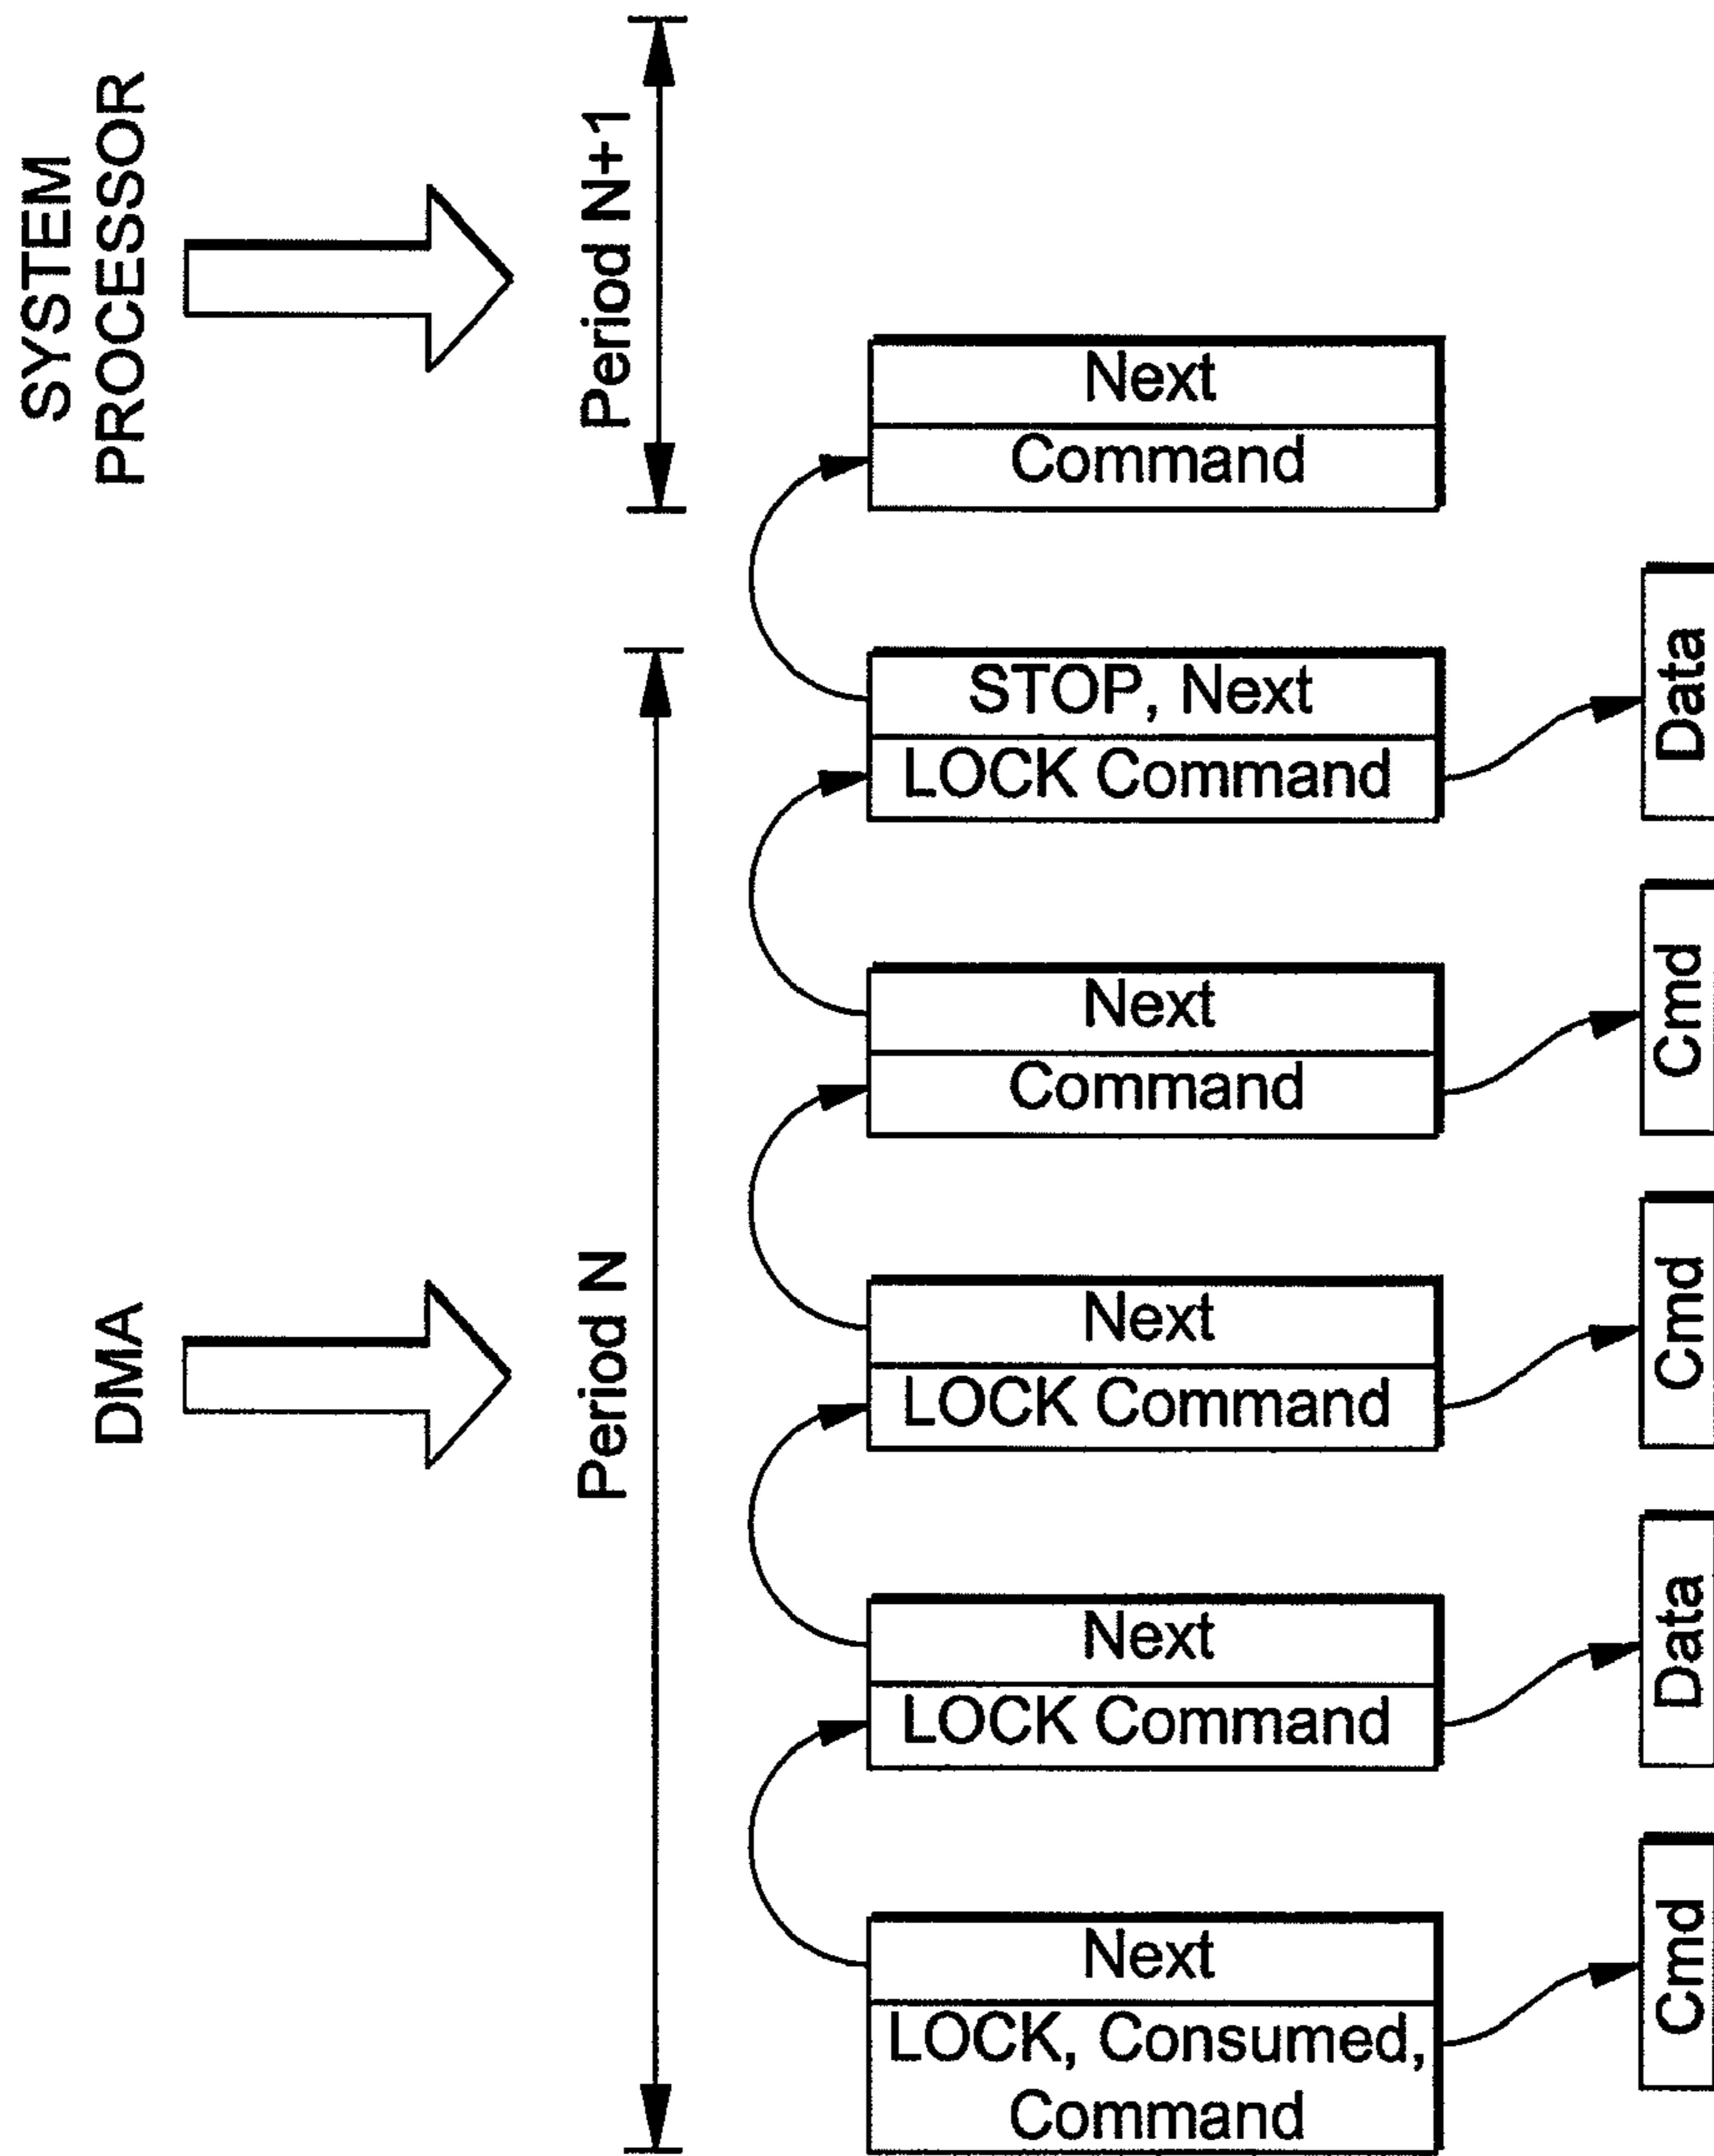 SYSTEM
PROCESSOR
Period N+1
Next
Command
STOP, Next
LOCK Command
Data
DMA
Period N
Next
Command
Cmd
Next
LOCK Command
Cmd
Next
LOCK Command
Data
Next
LOCK, Consumed,
Command
Cmd